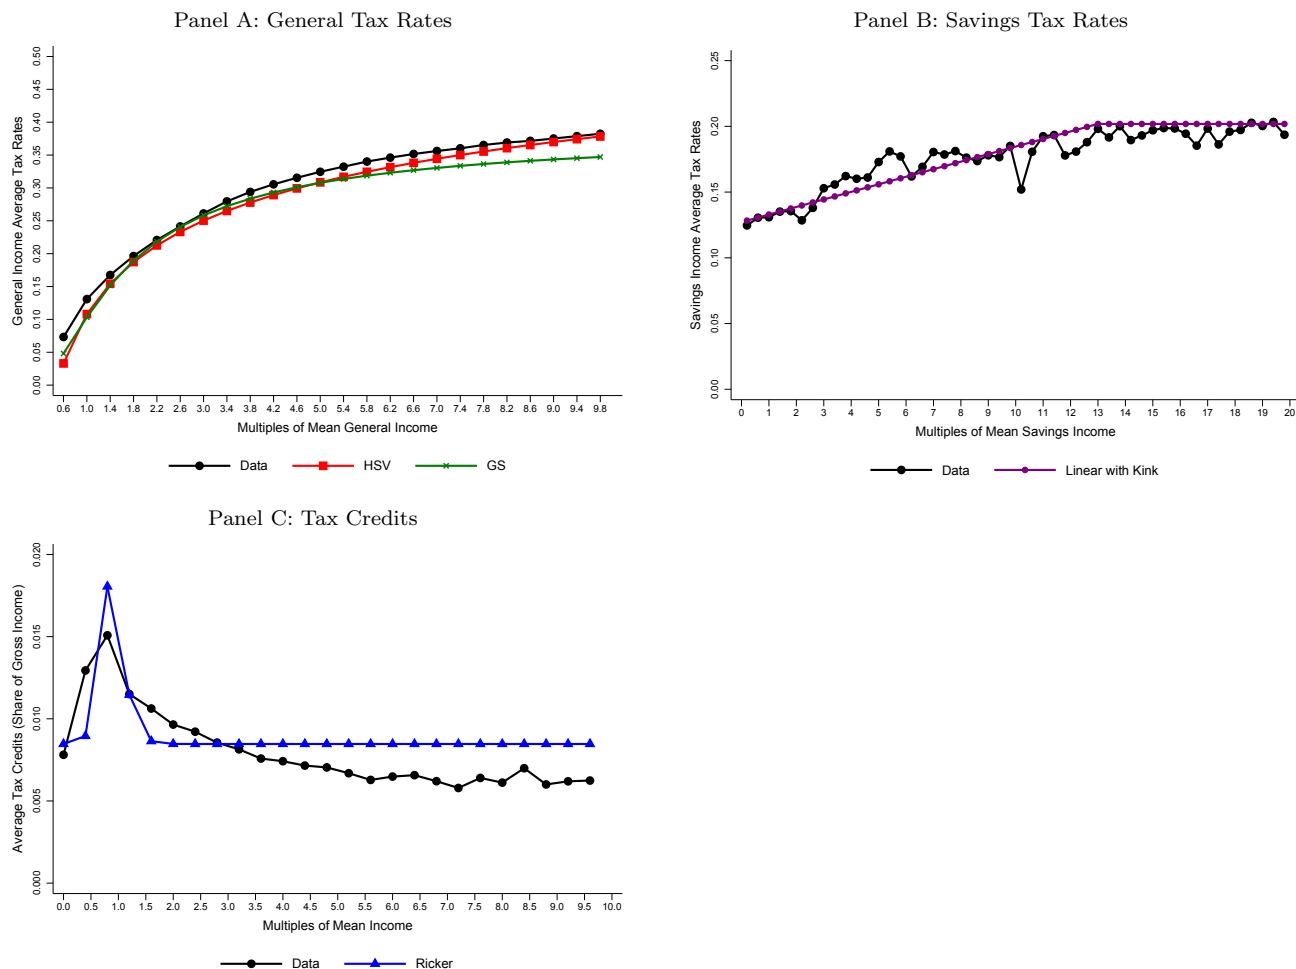 Panel A: General Tax Rates
General Income Average Tax Rates
0.50
0.45
0.40
0.35
0.30
0.25
0.20
0.15
0.10
0.05
0.00
0.6 1.0 1.4 1.8 2.2 2.6 3.0 3.4 3.8 4.2 4.6 5.0 5.4 5.8 6.2 6.6 7.0 7.4 7.8 8.2 8.6 9.0 9.4 9.8
Multiples of Mean General Income
Data HSV GS
Panel B: Savings Tax Rates
Savings Income Average Tax Rates
0.25
0.20
0.15
0.10
0.05
0.00
0 1 2 3 4 5 6 7 8 9 10 11 12 13 14 15 16 17 18 19 20
Multiples of Mean Savings Income
Data Linear with Kink
Panel C: Tax Credits
Average Tax Credits (Share of Gross Income)
0.020
0.015
0.010
0.005
0.000
0.0 0.5 1.0 1.5 2.0 2.5 3.0 3.5 4.0 4.5 5.0 5.5 6.0 6.5 7.0 7.5 8.0 8.5 9.0 9.5 10.0
Multiples of Mean Income
Data Ricker